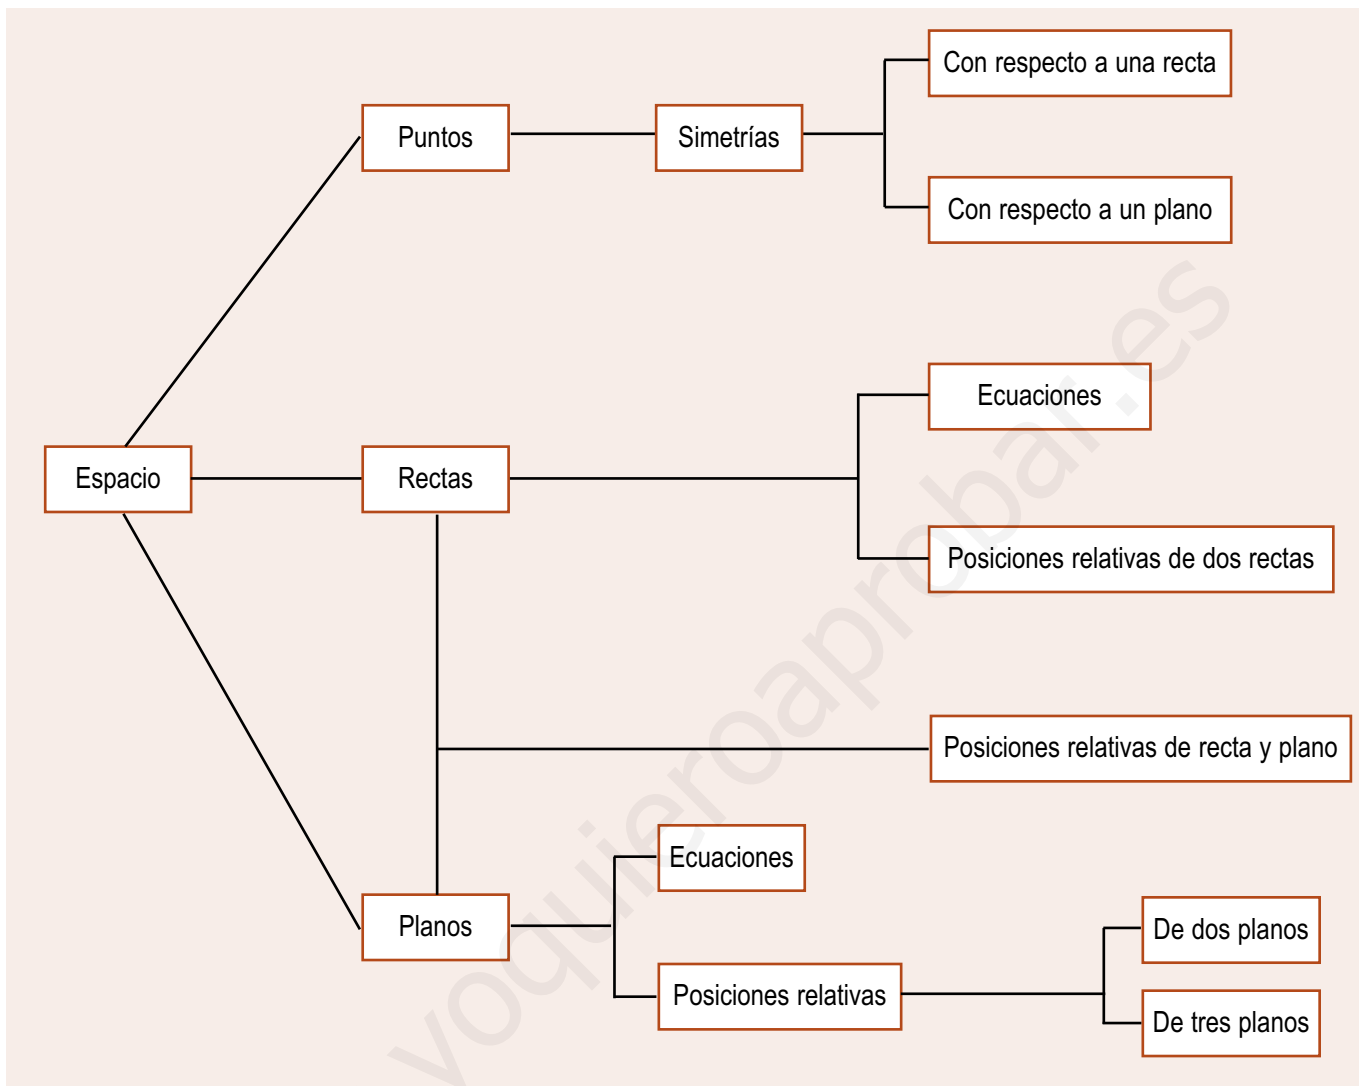 Con respecto a una recta
Puntos
Simetrías
Con respecto a un plano
Ecuaciones
Espacio
Rectas
Posiciones relativas de dos rectas
Posiciones relativas de recta y plano
Ecuaciones
Planos
De dos planos
Posiciones relativas
De tres planos
yoquieroaprobar.es